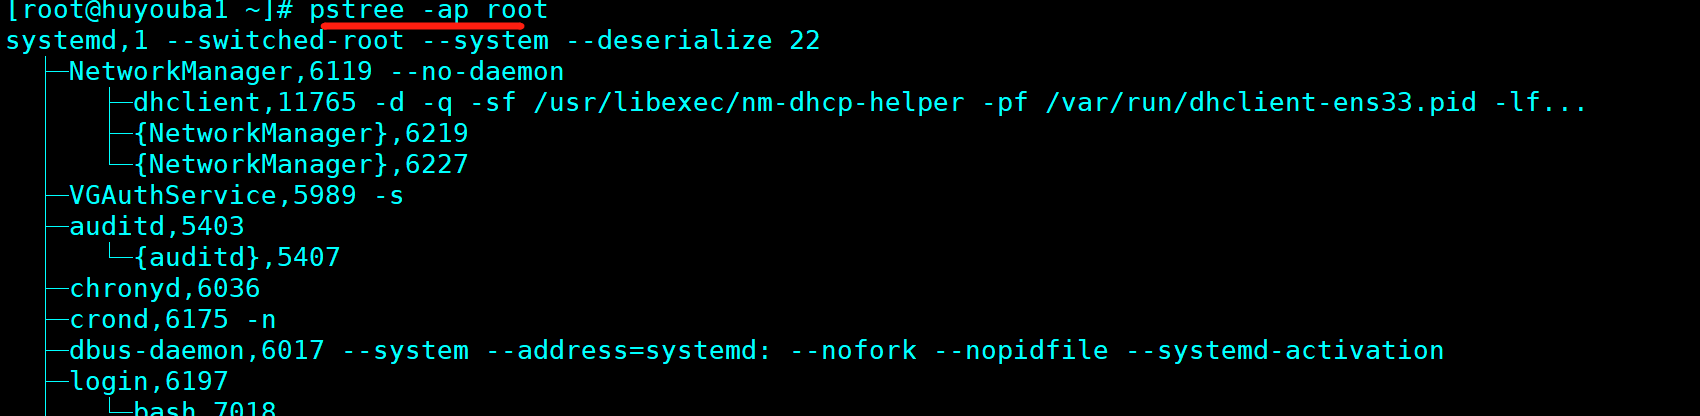 [root@huyouba1 ~]# pstree -ap root
systemd,1 --switched-root --system --deserialize 22
├─NetworkManager,6119 --no-daemon
│   ├─dhclient,11765 -d -q -sf /usr/libexec/nm-dhcp-helper -pf /var/run/dhclient-ens33.pid -lf...
│   ├─{NetworkManager},6219
│   └─{NetworkManager},6227
├─VGAuthService,5989 -s
├─auditd,5403
│   └─{auditd},5407
├─chronyd,6036
├─crond,6175 -n
├─dbus-daemon,6017 --system --address=systemd: --nofork --nopidfile --systemd-activation
├─login,6197
│   └─bash,7018